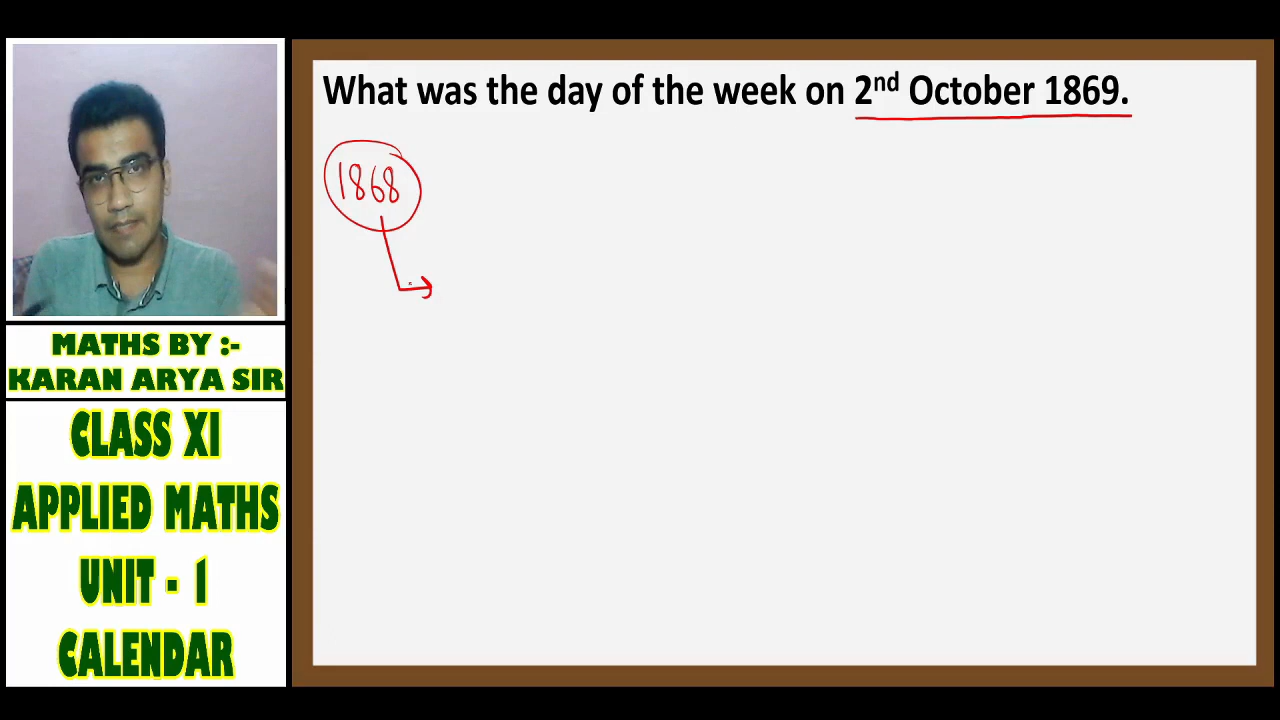 What was the day of the week on 2nd October 1869.
1868
MATHS BY :-
KARAN ARYA SIR
CLASS XI
APPLIED MATHS
UNIT - 1
CALENDAR